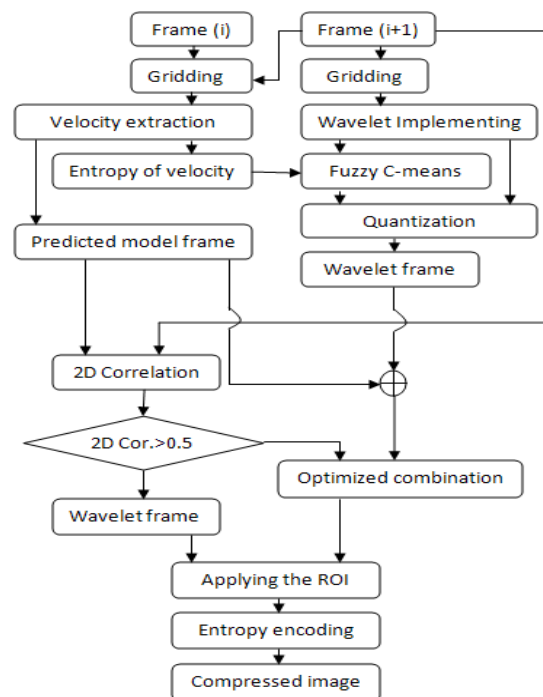 Frame (i)
Frame (i+1)
Gridding
Gridding
Velocity extraction
Wavelet Implementing
Entropy of velocity
Fuzzy C-means
Quantization
Predicted model frame
Wavelet frame
2D Correlation
2D Cor.>0.5
Optimized combination
Wavelet frame
Applying the ROI
Entropy encoding
Compressed image